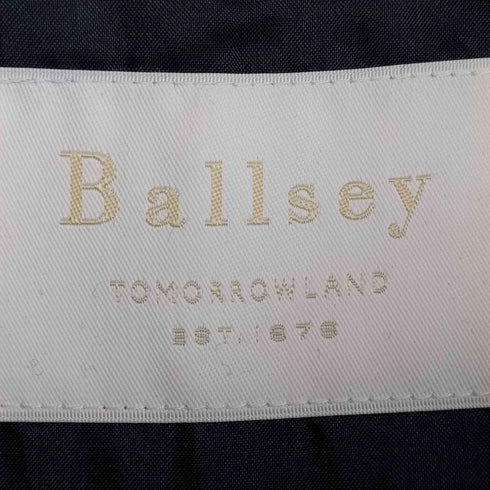 Ballsey
TOMORROWLAND
EST. 1978